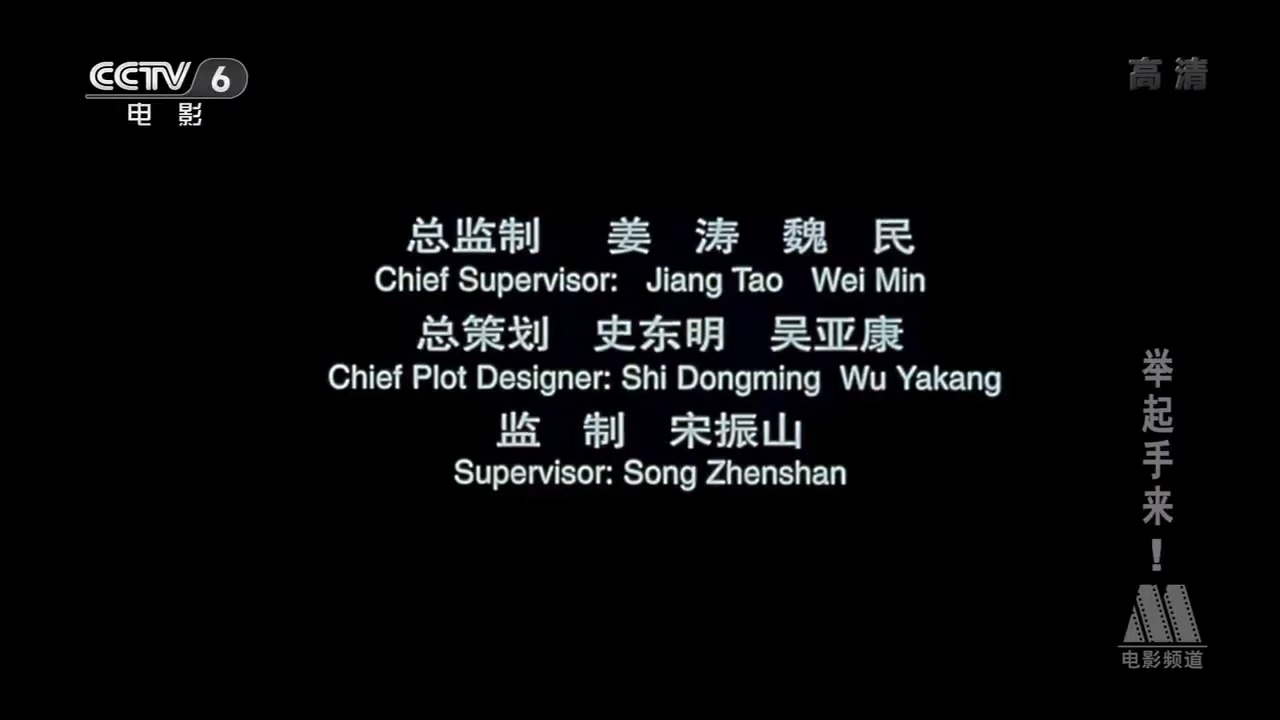 CCTV 6
电 影
高 清
总监制 姜 涛 魏 民
Chief Supervisor: Jiang Tao Wei Min
总策划 史东明 吴亚康
Chief Plot Designer: Shi Dongming Wu Yakang
监 制 宋振山
Supervisor: Song Zhenshan
举起手来!
电影频道